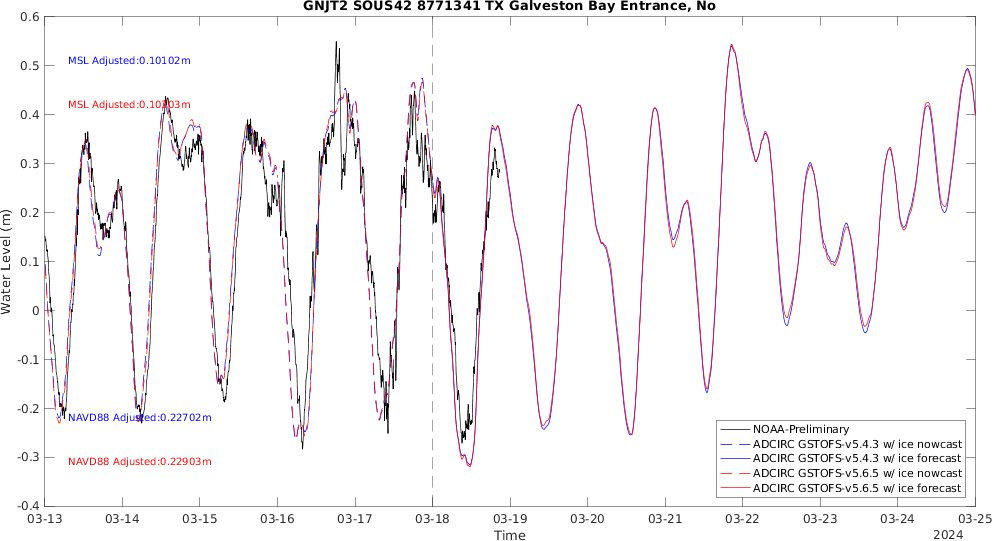 GNJT2 SOUS42 8771341 TX Galveston Bay Entrance, No
0.6
0.5
0.4
0.3
0.2
0.1
0
-0.1
-0.2
-0.3
-0.4
Water Level (m)
MSL Adjusted:0.10102m
MSL Adjusted:0.10303m
NAVD88 Adjusted:0.22702m
NAVD88 Adjusted:0.22903m
NOAA-Preliminary
ADCIRC GSTOFS-v5.4.3 w/ ice nowcast
ADCIRC GSTOFS-v5.4.3 w/ ice forecast
ADCIRC GSTOFS-v5.6.5 w/ ice nowcast
ADCIRC GSTOFS-v5.6.5 w/ ice forecast
03-13 03-14 03-15 03-16 03-17 03-18 03-19 03-20 03-21 03-22 03-23 03-24 03-25
Time
2024